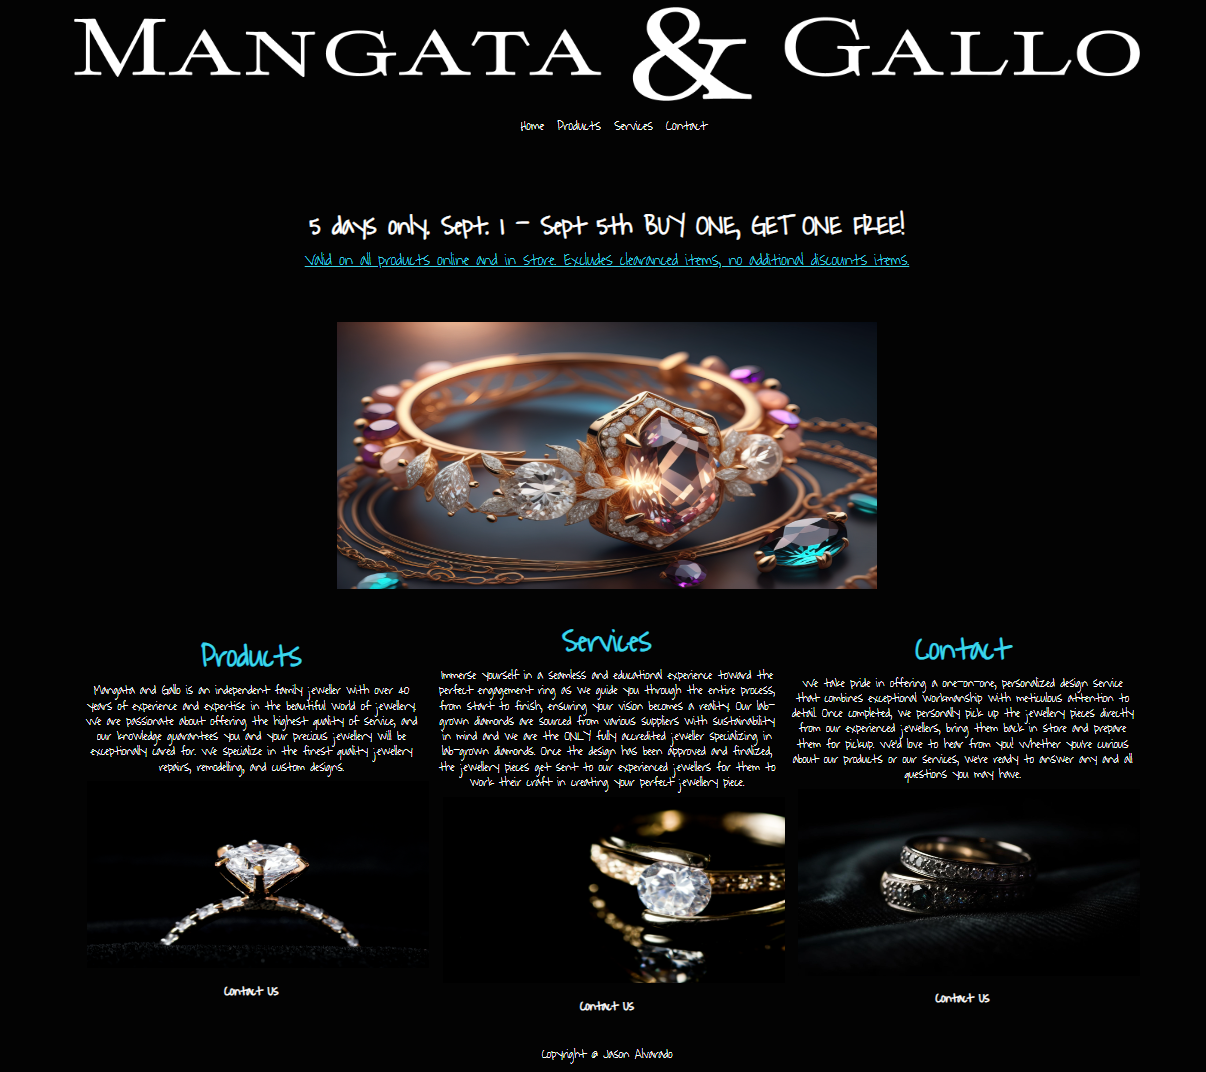 MANGATA & GALLO
Home Products Services Contact
5 days only. Sept. 1 - Sept 5th BUY ONE, GET ONE FREE!
Valid on all products online and in store. Excludes clearanced items, no additional discounts items.
Products
Mangata and Gallo is an independent family jeweller with over 40
years of experience and expertise in the beautiful world of jewellery.
We are passionate about offering the highest quality of service, and
our knowledge guarantees you and your precious jewellery will be
exceptionally cared for. We specialize in the finest quality jewellery
repairs, remodelling, and custom designs.
Contact Us
Services
Immerse yourself in a seamless and educational experience toward the
perfect engagement ring as we guide you through the entire process,
from start to finish, ensuring your vision becomes a reality. Our lab-
grown diamonds are sourced from various suppliers with sustainability
in mind and we are the ONLY fully accredited jeweller specializing in
lab-grown diamonds. Once the design has been approved and finalized,
the jewellery pieces get sent to our experienced jewellers for them to
work their craft in creating your perfect jewellery piece.
Contact Us
Contact
We take pride in offering a one-on-one, personalized design service
that combines exceptional workmanship with meticulous attention to
detail. Once completed, we personally pick up the jewellery pieces directly
from our experienced jewellers, bring them back in store and prepare
them for pickup. We'd love to hear from you! Whether you're curious
about our products or our services, we're ready to answer any and all
questions you may have.
Contact Us
Copyright @ Jason Alvarado